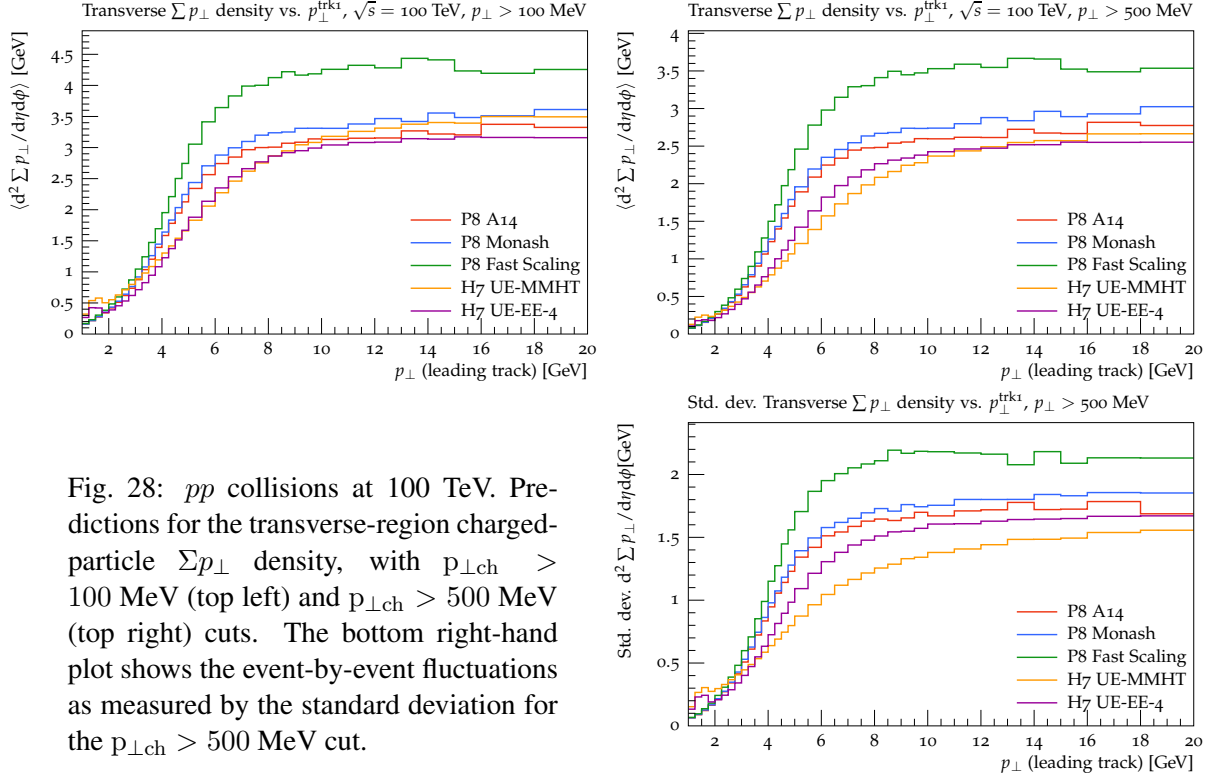 Transverse ∑ p⊥ density vs. p⊥^trk1, √s = 100 TeV, p⊥ > 100 MeV
⟨d² ∑ p⊥/dηdϕ⟩ [GeV]
4.5
4
3.5
3
2.5
2
1.5
1
0.5
0
P8 A14
P8 Monash
P8 Fast Scaling
H7 UE-MMHT
H7 UE-EE-4
2 4 6 8 10 12 14 16 18 20
p⊥ (leading track) [GeV]
Transverse ∑ p⊥ density vs. p⊥^trk1, √s = 100 TeV, p⊥ > 500 MeV
⟨d² ∑ p⊥/dηdϕ⟩ [GeV]
4
3.5
3
2.5
2
1.5
1
0.5
0
P8 A14
P8 Monash
P8 Fast Scaling
H7 UE-MMHT
H7 UE-EE-4
2 4 6 8 10 12 14 16 18 20
p⊥ (leading track) [GeV]
Fig. 28: pp collisions at 100 TeV. Pre-
dictions for the transverse-region charged-
particle Σp⊥ density, with p⊥ch >
100 MeV (top left) and p⊥ch > 500 MeV
(top right) cuts. The bottom right-hand
plot shows the event-by-event fluctuations
as measured by the standard deviation for
the p⊥ch > 500 MeV cut.
Std. dev. Transverse ∑ p⊥ density vs. p⊥^trk1, p⊥ > 500 MeV
Std. dev. d² ∑ p⊥/dηdϕ[GeV]
2
1.5
1
0.5
0
P8 A14
P8 Monash
P8 Fast Scaling
H7 UE-MMHT
H7 UE-EE-4
2 4 6 8 10 12 14 16 18 20
p⊥ (leading track) [GeV]